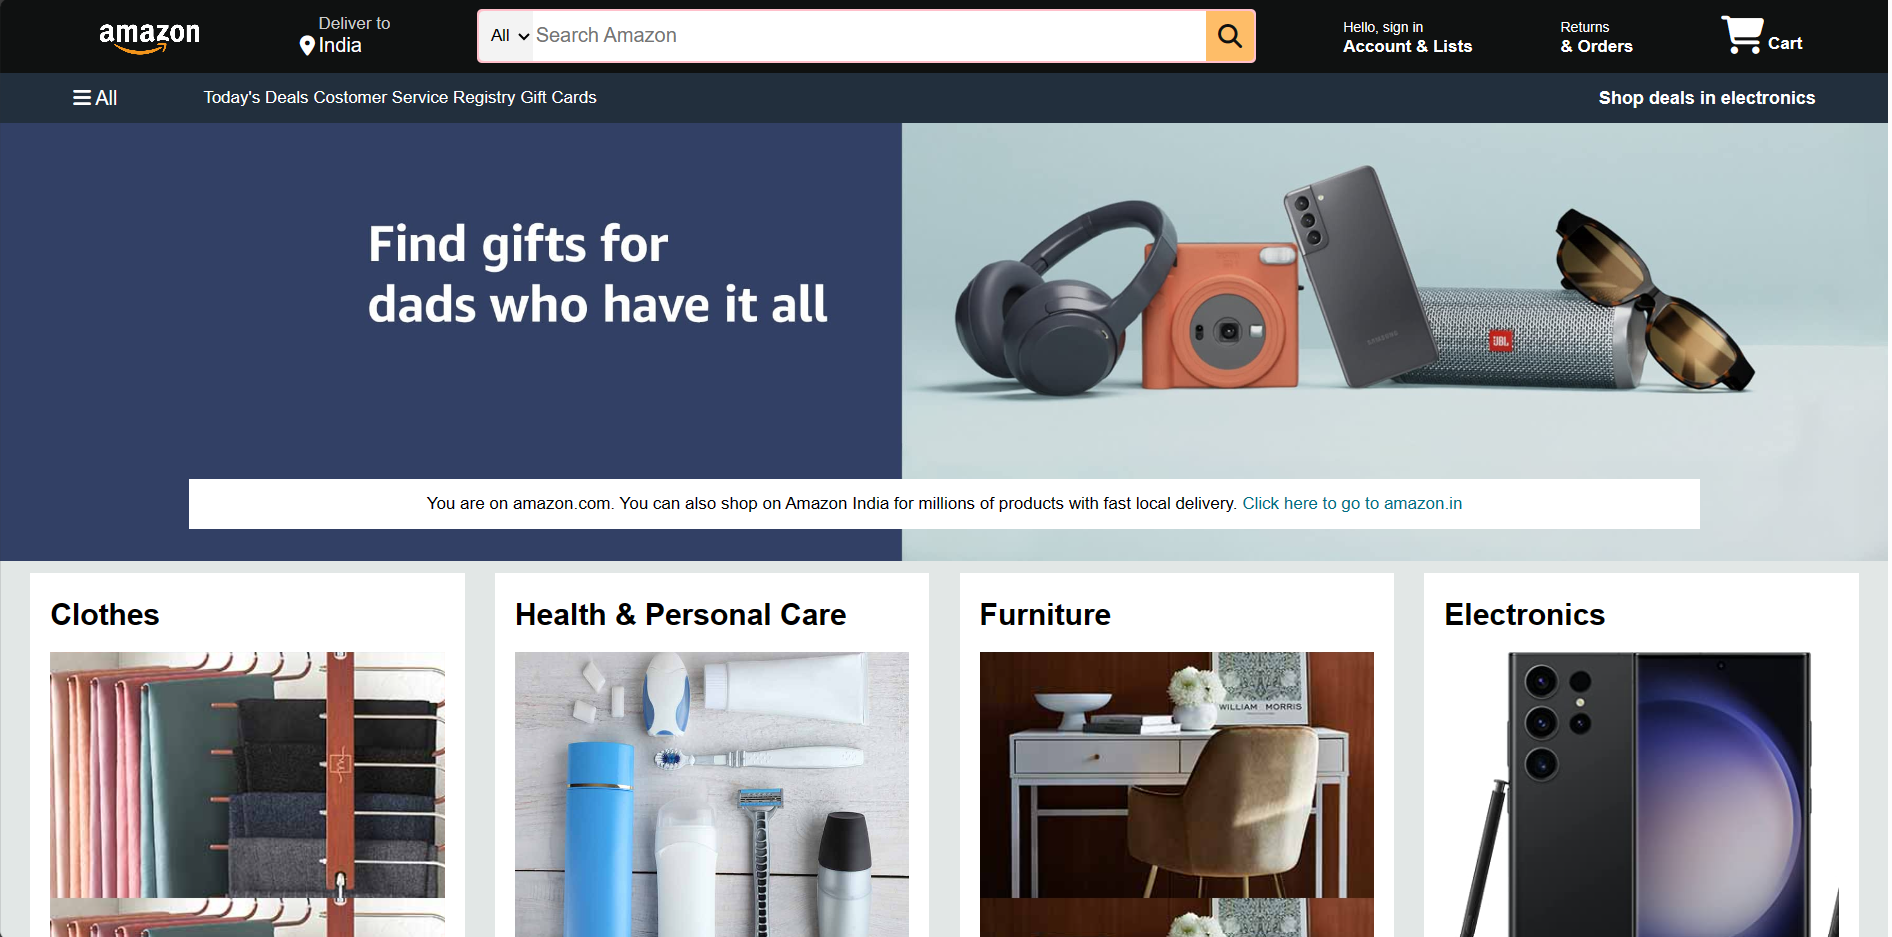 amazon
Deliver to
India
All
Search Amazon
Hello, sign in
Account & Lists
Returns
& Orders
Cart
All
Today's Deals Costomer Service Registry Gift Cards
Shop deals in electronics
Find gifts for
dads who have it all
SAMSUNG
JBL
You are on amazon.com. You can also shop on Amazon India for millions of products with fast local delivery. Click here to go to amazon.in
Clothes
Health & Personal Care
Furniture
Electronics
WILLIAM MORRIS